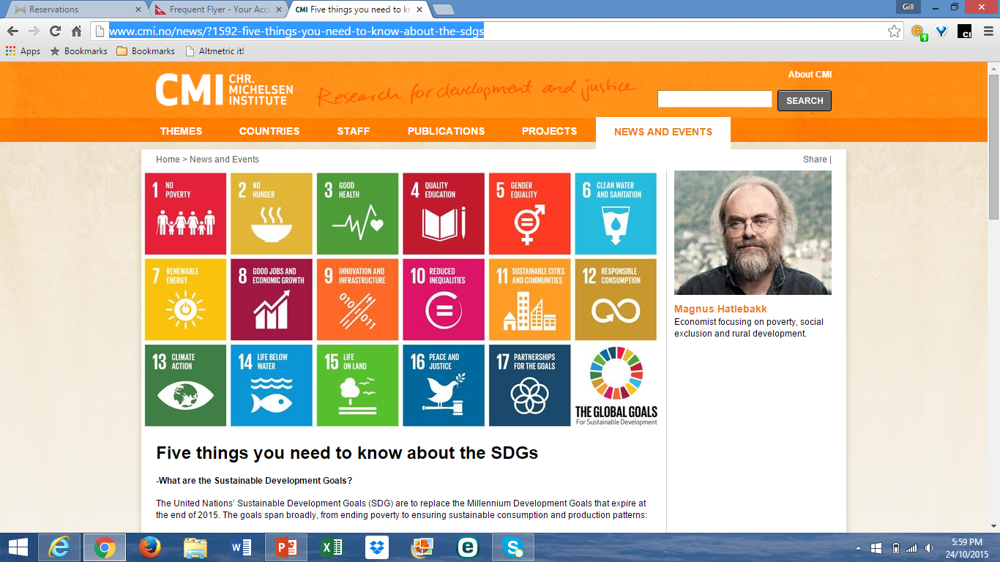 Reservations
Frequent Flyer - Your Acc
CMI Five things you need to kn
Gill
www.cmi.no/news/?1592-five-things-you-need-to-know-about-the-sdgs
1
CI
Apps
Bookmarks
Bookmarks
Altmetric it!
CMI
CHR.
MICHELSEN
INSTITUTE
Research for development and justice
About CMI
SEARCH
THEMES
COUNTRIES
STAFF
PUBLICATIONS
PROJECTS
NEWS AND EVENTS
Home > News and Events
Share |
1 NO
POVERTY
2 NO
HUNGER
3 GOOD
HEALTH
4 QUALITY
EDUCATION
5 GENDER
EQUALITY
6 CLEAN WATER
AND SANITATION
7 RENEWABLE
ENERGY
8 GOOD JOBS AND
ECONOMIC GROWTH
9 INNOVATION AND
INFRASTRUCTURE
010
011
10 REDUCED
INEQUALITIES
11 SUSTAINABLE CITIES
AND COMMUNITIES
12 RESPONSIBLE
CONSUMPTION
13 CLIMATE
ACTION
14 LIFE BELOW
WATER
15 LIFE
ON LAND
16 PEACE AND
JUSTICE
17 PARTNERSHIPS
FOR THE GOALS
THE GLOBAL GOALS
For Sustainable Development
Magnus Hatlebakk
Economist focusing on poverty, social
exclusion and rural development.
Five things you need to know about the SDGs
-What are the Sustainable Development Goals?
The United Nations’ Sustainable Development Goals (SDG) are to replace the Millennium Development Goals that expire at
the end of 2015. The goals span broadly, from ending poverty to ensuring sustainable consumption and production patterns:
5:59 PM
24/10/2015